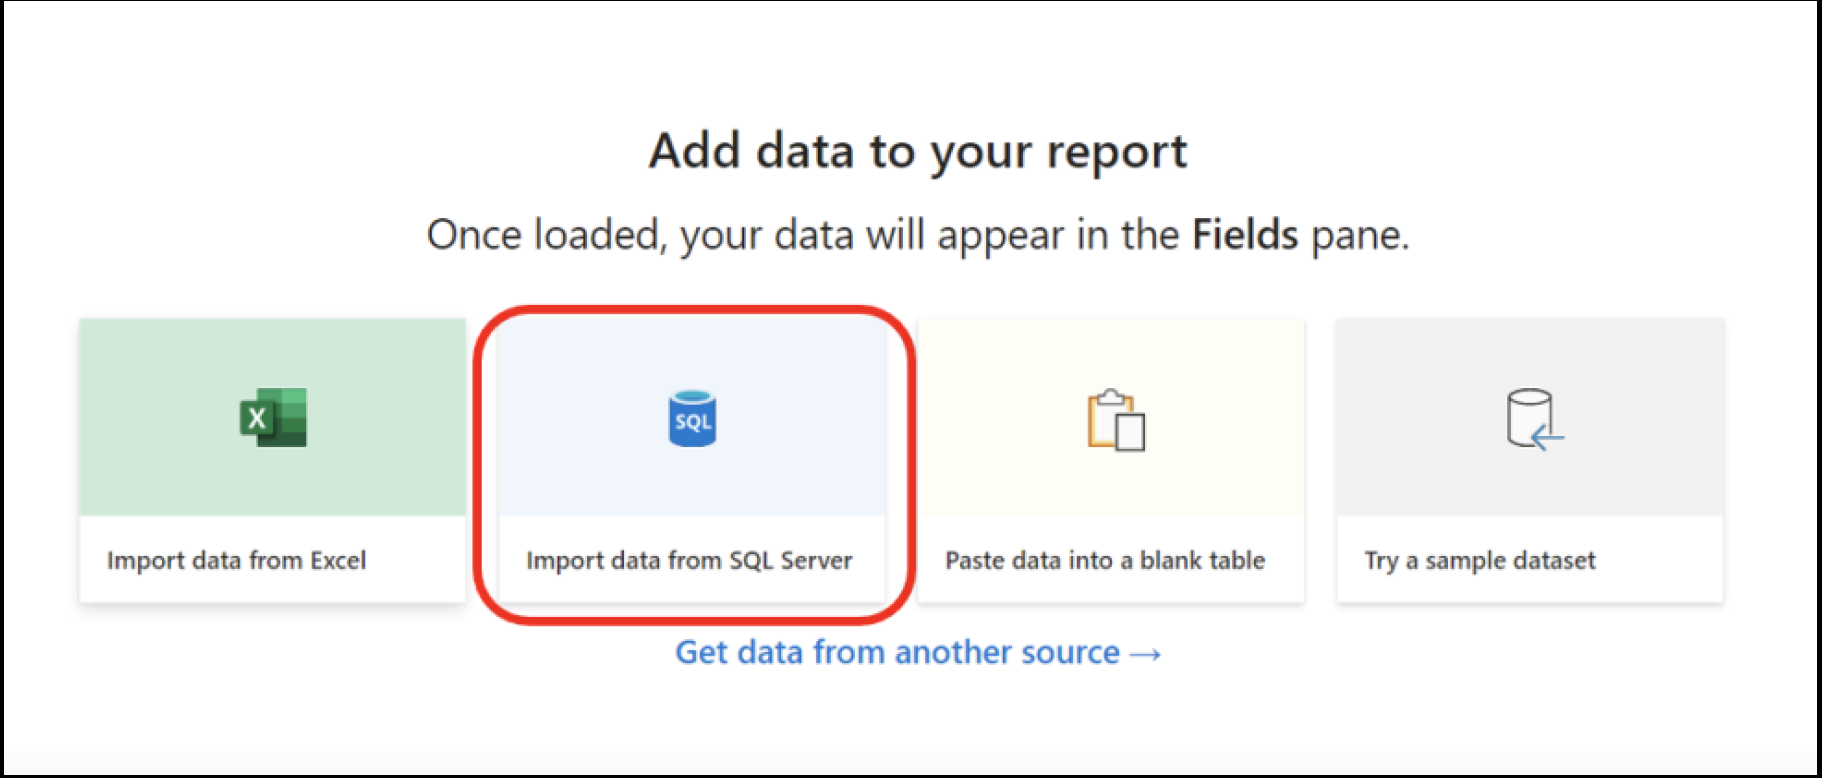 Add data to your report
Once loaded, your data will appear in the Fields pane.
X
SQL
Import data from Excel
Import data from SQL Server
Paste data into a blank table
Try a sample dataset
Get data from another source →